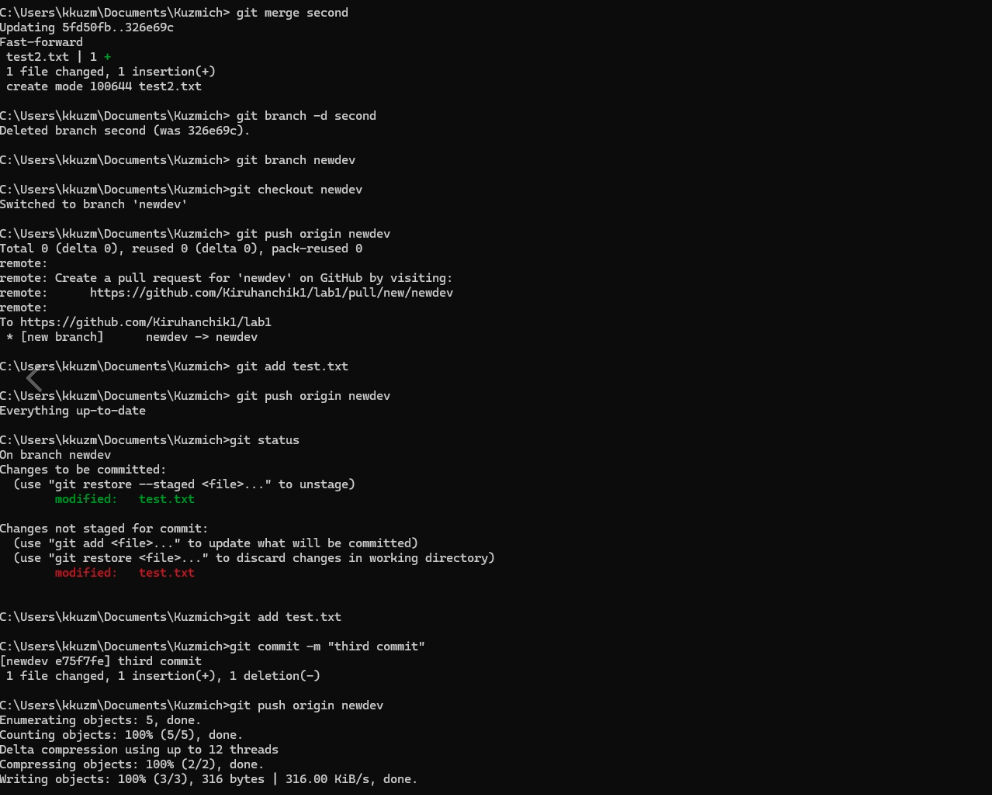 C:\Users\kkuzm\Documents\Kuzmich> git merge second
Updating 5fd50fb..326e69c
Fast-forward
 test2.txt | 1 +
 1 file changed, 1 insertion(+)
 create mode 100644 test2.txt
C:\Users\kkuzm\Documents\Kuzmich> git branch -d second
Deleted branch second (was 326e69c).
C:\Users\kkuzm\Documents\Kuzmich> git branch newdev
C:\Users\kkuzm\Documents\Kuzmich>git checkout newdev
Switched to branch 'newdev'
C:\Users\kkuzm\Documents\Kuzmich> git push origin newdev
Total 0 (delta 0), reused 0 (delta 0), pack-reused 0
remote:
remote: Create a pull request for 'newdev' on GitHub by visiting:
remote:      https://github.com/Kiruhanchik1/lab1/pull/new/newdev
remote:
To https://github.com/Kiruhanchik1/lab1
 * [new branch]      newdev -> newdev
C:\Users\kkuzm\Documents\Kuzmich> git add test.txt
C:\Users\kkuzm\Documents\Kuzmich> git push origin newdev
Everything up-to-date
C:\Users\kkuzm\Documents\Kuzmich>git status
On branch newdev
Changes to be committed:
  (use "git restore --staged <file>..." to unstage)
        modified:   test.txt
Changes not staged for commit:
  (use "git add <file>..." to update what will be committed)
  (use "git restore <file>..." to discard changes in working directory)
        modified:   test.txt
C:\Users\kkuzm\Documents\Kuzmich>git add test.txt
C:\Users\kkuzm\Documents\Kuzmich>git commit -m "third commit"
[newdev e75f7fe] third commit
 1 file changed, 1 insertion(+), 1 deletion(-)
C:\Users\kkuzm\Documents\Kuzmich>git push origin newdev
Enumerating objects: 5, done.
Counting objects: 100% (5/5), done.
Delta compression using up to 12 threads
Compressing objects: 100% (2/2), done.
Writing objects: 100% (3/3), 316 bytes | 316.00 KiB/s, done.